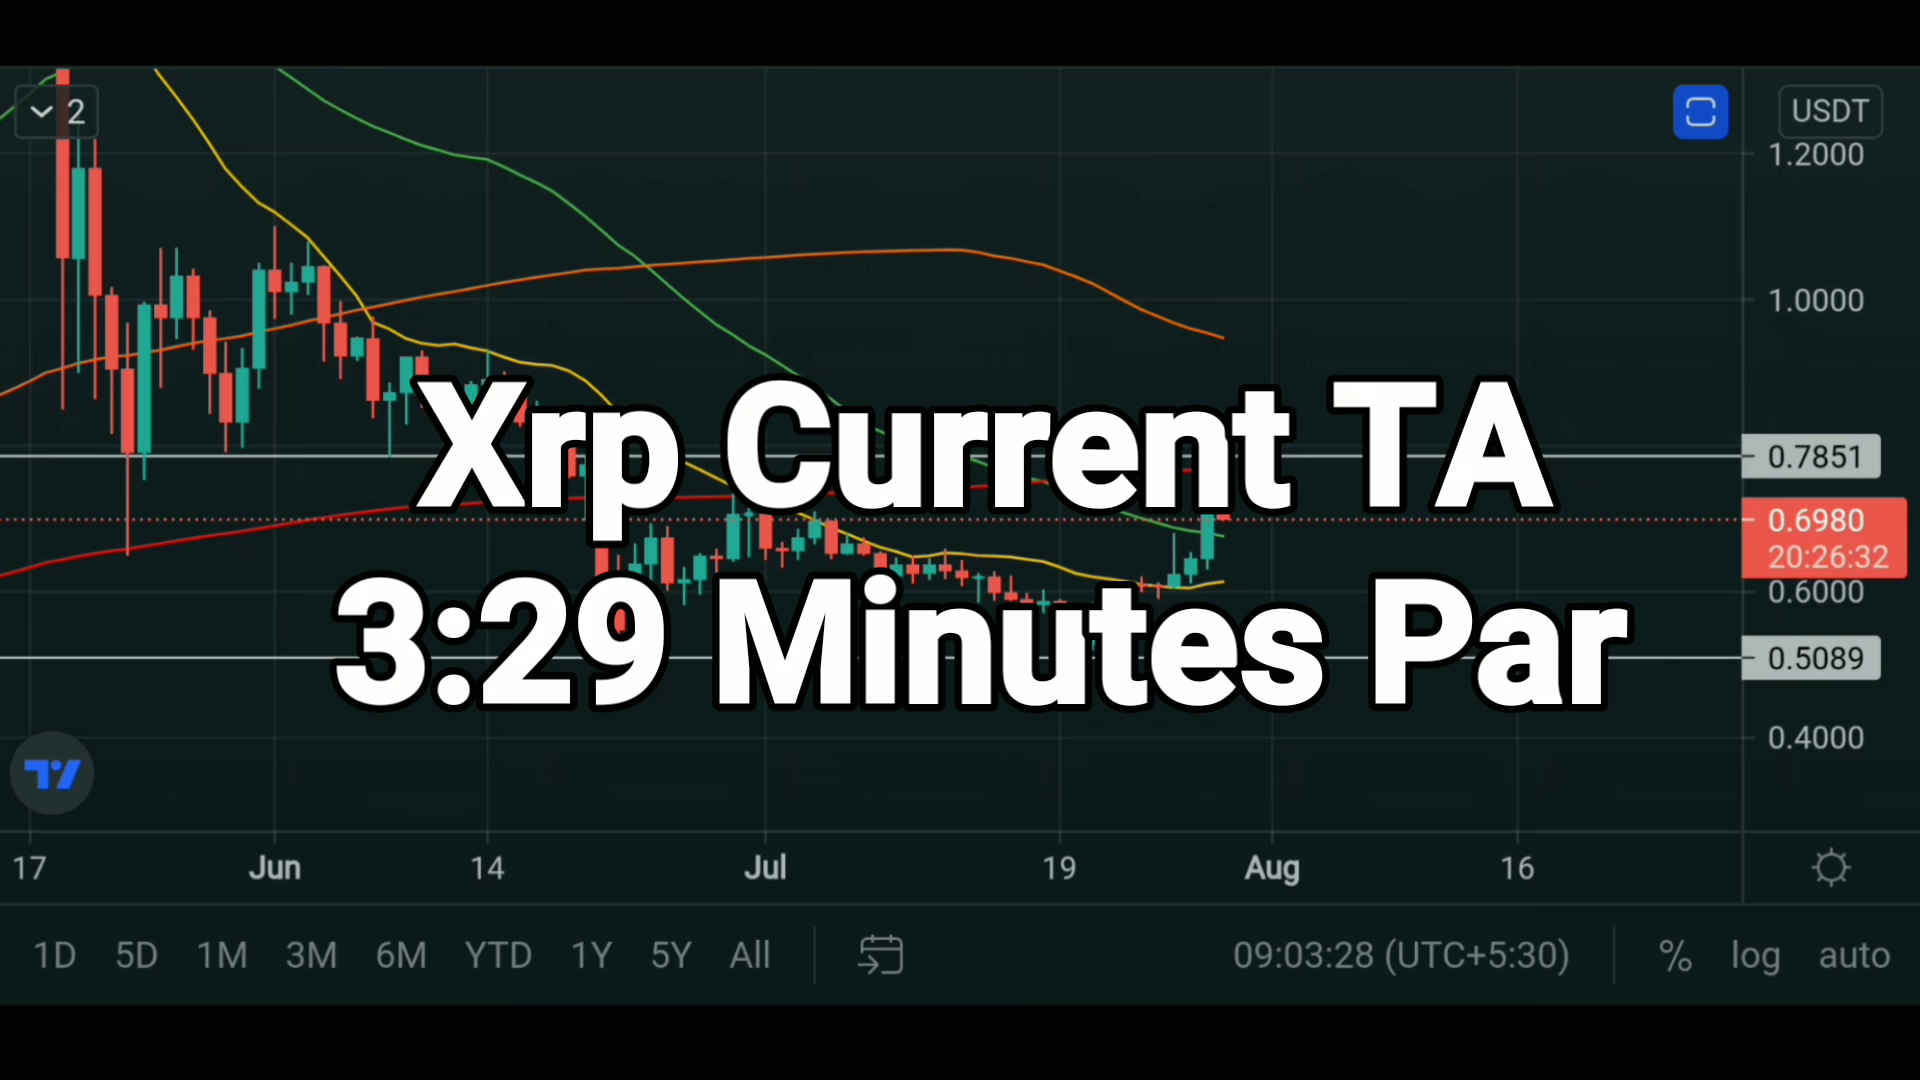 2
USDT
1.2000
1.0000
Xrp Current TA
0.7851
0.6980
20:26:32
0.6000
3:29 Minutes Par
0.5089
0.4000
17 Jun 14 Jul 19 Aug 16
1D 5D 1M 3M 6M YTD 1Y 5Y All 09:03:28 (UTC+5:30) % log auto